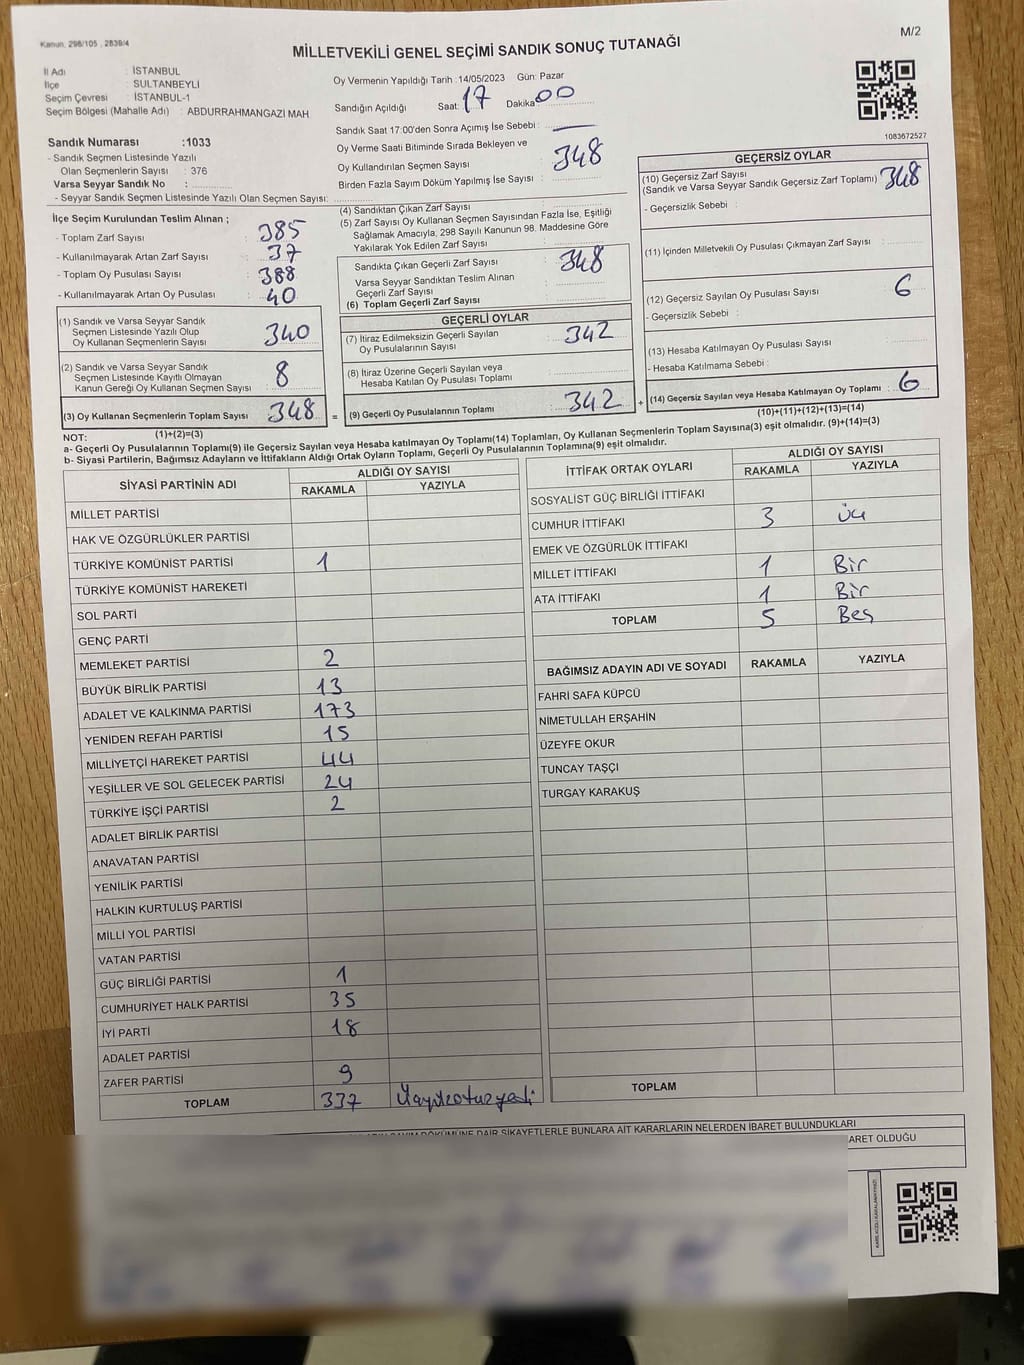 Kanun. 298/105 , 2839/4
M/2
MİLLETVEKİLİ GENEL SEÇİMİ SANDIK SONUÇ TUTANAĞI
İl Adı : İSTANBUL
İlçe : SULTANBEYLİ
Seçim Çevresi : İSTANBUL-1
Seçim Bölgesi (Mahalle Adı) : ABDURRAHMANGAZI MAH
Sandık Numarası :1033
- Sandık Seçmen Listesinde Yazılı
Olan Seçmenlerin Sayısı : 376
Varsa Seyyar Sandık No :
- Seyyar Sandık Seçmen Listesinde Yazılı Olan Seçmen Sayısı:
Oy Vermenin Yapıldığı Tarih :14/05/2023 Gün: Pazar
Sandığın Açıldığı Saat: 17 Dakika: 00
Sandık Saat 17:00'den Sonra Açımış İse Sebebi :
Oy Verme Saati Bitiminde Sırada Bekleyen ve
Oy Kullandırılan Seçmen Sayısı 348
Birden Fazla Sayım Döküm Yapılmış İse Sayısı :
1083672527
İlçe Seçim Kurulundan Teslim Alınan ;
- Toplam Zarf Sayısı : 385
- Kullanılmayarak Artan Zarf Sayısı : 37
- Toplam Oy Pusulası Sayısı : 388
- Kullanılmayarak Artan Oy Pusulası : 40
(1) Sandık ve Varsa Seyyar Sandık
Seçmen Listesinde Yazılı Olup
Oy Kullanan Seçmenlerin Sayısı 340
(2) Sandık ve Varsa Seyyar Sandık
Seçmen Listesinde Kayıtlı Olmayan
Kanun Gereği Oy Kullanan Seçmen Sayısı : 8
(3) Oy Kullanan Seçmenlerin Toplam Sayısı 348
(1)+(2)=(3)
(4) Sandıktan Çıkan Zarf Sayısı
(5) Zarf Sayısı Oy Kullanan Seçmen Sayısından Fazla İse, Eşitliği
Sağlamak Amacıyla, 298 Sayılı Kanunun 98. Maddesine Göre
Yakılarak Yok Edilen Zarf Sayısı :
Sandıkta Çıkan Geçerli Zarf Sayısı : 348
Varsa Seyyar Sandıktan Teslim Alınan
Geçerli Zarf Sayısı :
(6) Toplam Geçerli Zarf Sayısı :
GEÇERLİ OYLAR
(7) İtiraz Edilmeksizin Geçerli Sayılan
Oy Pusulalarının Sayısı : 342
(8) İtiraz Üzerine Geçerli Sayılan veya
Hesaba Katılan Oy Pusulası Toplamı :
= (9) Geçerli Oy Pusulalarının Toplamı : 342 +
GEÇERSİZ OYLAR
(10) Geçersiz Zarf Sayısı
(Sandık ve Varsa Seyyar Sandık Geçersiz Zarf Toplamı) : 348
- Geçersizlik Sebebi :
(11) İçinden Milletvekili Oy Pusulası Çıkmayan Zarf Sayısı :
(12) Geçersiz Sayılan Oy Pusulası Sayısı : 6
- Geçersizlik Sebebi :
(13) Hesaba Katılmayan Oy Pusulası Sayısı :
- Hesaba Katılmama Sebebi :
(14) Geçersiz Sayılan veya Hesaba Katılmayan Oy Toplamı : 6
(10)+(11)+(12)+(13)=(14)
NOT:
a- Geçerli Oy Pusulalarının Toplamı(9) ile Geçersiz Sayılan veya Hesaba katılmayan Oy Toplamı(14) Toplamları, Oy Kullanan Seçmenlerin Toplam Sayısına(3) eşit olmalıdır. (9)+(14)=(3)
b- Siyasi Partilerin, Bağımsız Adayların ve İttifakların Aldığı Ortak Oyların Toplamı, Geçerli Oy Pusulalarının Toplamına(9) eşit olmalıdır.
SİYASİ PARTİNİN ADI ALDIĞI OY SAYISI
RAKAMLA YAZIYLA
MİLLET PARTİSİ
HAK VE ÖZGÜRLÜKLER PARTİSİ
TÜRKİYE KOMÜNİST PARTİSİ 1
TÜRKİYE KOMÜNİST HAREKETİ
SOL PARTİ
GENÇ PARTİ
MEMLEKET PARTİSİ 2
BÜYÜK BİRLİK PARTİSİ 13
ADALET VE KALKINMA PARTİSİ 173
YENİDEN REFAH PARTİSİ 15
MİLLİYETÇİ HAREKET PARTİSİ 44
YEŞİLLER VE SOL GELECEK PARTİSİ 24
TÜRKİYE İŞÇİ PARTİSİ 2
ADALET BİRLİK PARTİSİ
ANAVATAN PARTİSİ
YENİLİK PARTİSİ
HALKIN KURTULUŞ PARTİSİ
MİLLİ YOL PARTİSİ
VATAN PARTİSİ
GÜÇ BİRLİĞİ PARTİSİ 1
CUMHURİYET HALK PARTİSİ 35
İYİ PARTİ 18
ADALET PARTİSİ
ZAFER PARTİSİ 9
TOPLAM 337
İTTİFAK ORTAK OYLARI ALDIĞI OY SAYISI
RAKAMLA YAZIYLA
SOSYALİST GÜÇ BİRLİĞİ İTTİFAKI
CUMHUR İTTİFAKI 3 üç
EMEK VE ÖZGÜRLÜK İTTİFAKI
MİLLET İTTİFAKI 1 Bir
ATA İTTİFAKI 1 Bir
TOPLAM 5 Beş
BAĞIMSIZ ADAYIN ADI VE SOYADI RAKAMLA YAZIYLA
FAHRİ SAFA KÜPCÜ
NİMETULLAH ERŞAHİN
ÜZEYFE OKUR
TUNCAY TAŞÇI
TURGAY KARAKUŞ
TOPLAM
DÖKÜMÜNE DAİR ŞİKAYETLERLE BUNLARA AİT KARARLARIN NELERDEN İBARET BULUNDUKLARI
ARET OLDUĞU